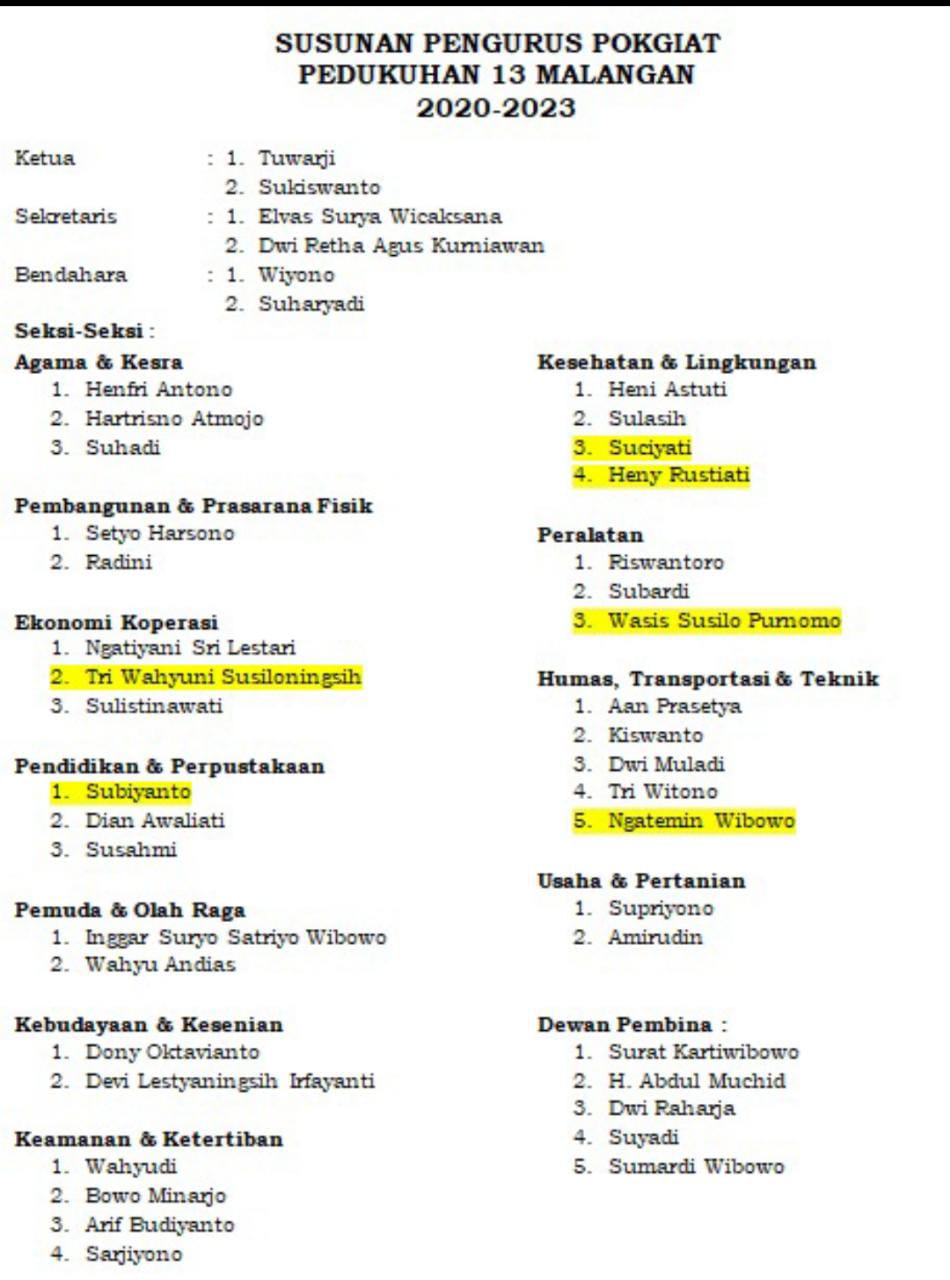 SUSUNAN PENGURUS POKGIAT
PEDUKUHAN 13 MALANGAN
2020-2023
Ketua : 1. Tuwarji
2. Sukiswanto
Sekretaris : 1. Elvas Surya Wicaksana
2. Dwi Retha Agus Kurniawan
Bendahara : 1. Wiyono
2. Suharyadi
Seksi-Seksi :
Agama & Kesra
1. Henfri Antono
2. Hartrisno Atmojo
3. Suhadi
Pembangunan & Prasarana Fisik
1. Setyo Harsono
2. Radini
Ekonomi Koperasi
1. Ngatiyani Sri Lestari
2. Tri Wahyuni Susiloningsih
3. Sulistinawati
Pendidikan & Perpustakaan
1. Subiyanto
2. Dian Awaliati
3. Susahmi
Pemuda & Olah Raga
1. Inggar Suryo Satriyo Wibowo
2. Wahyu Andias
Kebudayaan & Kesenian
1. Dony Oktavianto
2. Devi Lestyaningsih Irfayanti
Keamanan & Ketertiban
1. Wahyudi
2. Bowo Minarjo
3. Arif Budiyanto
4. Sarjiyono
Kesehatan & Lingkungan
1. Heni Astuti
2. Sulasih
3. Suciyati
4. Heny Rustiati
Peralatan
1. Riswantoro
2. Subardi
3. Wasis Susilo Purnomo
Humas, Transportasi & Teknik
1. Aan Prasetya
2. Kiswanto
3. Dwi Muladi
4. Tri Witono
5. Ngatemin Wibowo
Usaha & Pertanian
1. Supriyono
2. Amirudin
Dewan Pembina :
1. Surat Kartiwibowo
2. H. Abdul Muchid
3. Dwi Raharja
4. Suyadi
5. Sumardi Wibowo